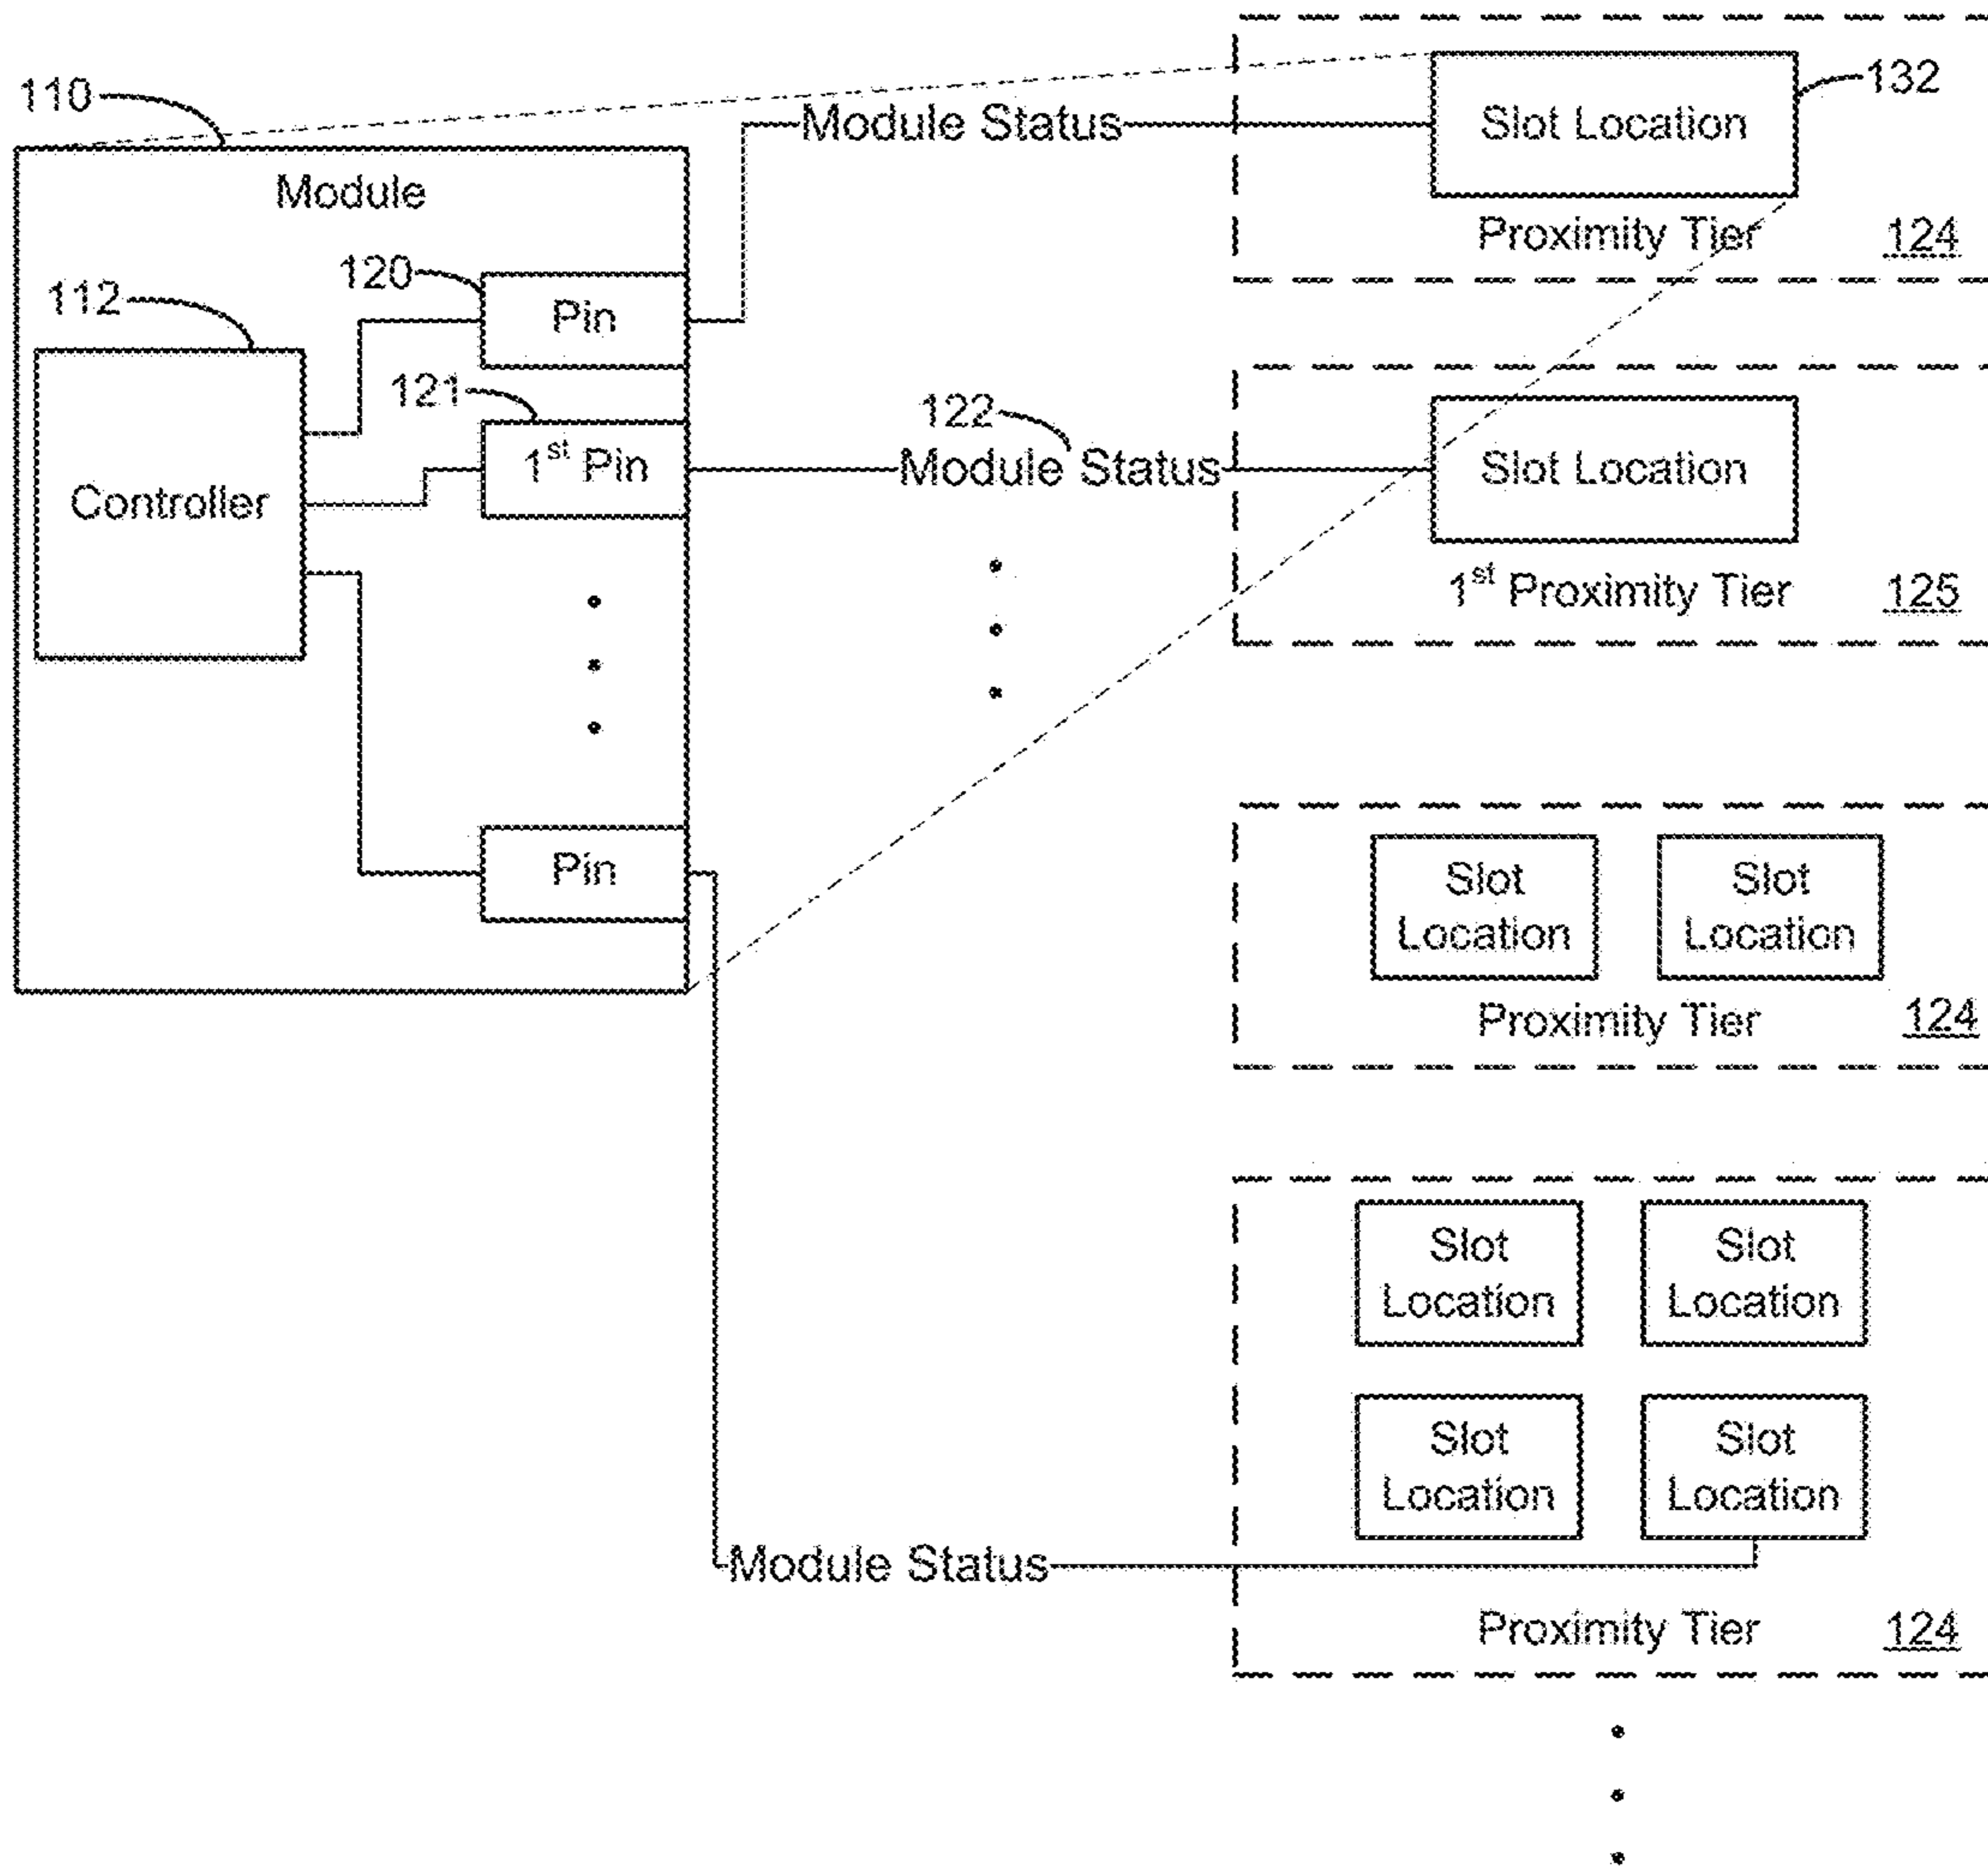 110
Module
112
Controller
120
Pin
121
1st Pin
Pin
Module Status
122
Module Status
Module Status
Slot Location
132
Proximity Tier 124
Slot Location
1st Proximity Tier 125
Slot
Location
Slot
Location
Proximity Tier 124
Slot
Location
Slot
Location
Slot
Location
Slot
Location
Proximity Tier 124